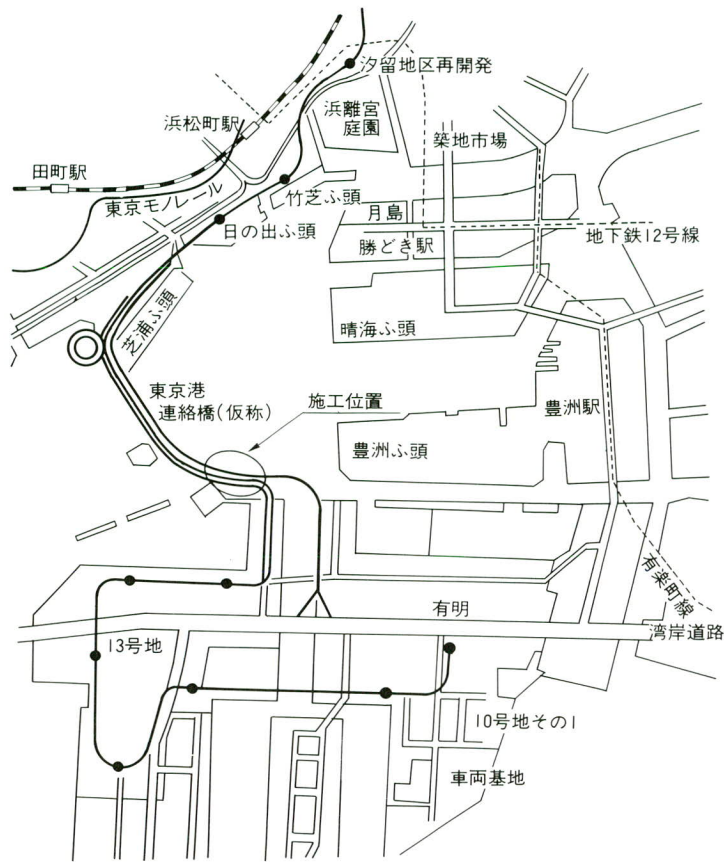 汐留地区再開発
浜離宮
庭園
浜松町駅
築地市場
田町駅
東京モノレール
竹芝ふ頭
月島
日の出ふ頭
勝どき駅
地下鉄12号線
芝浦ふ頭
晴海ふ頭
東京港
連絡橋(仮称)
施工位置
豊洲駅
豊洲ふ頭
有楽町線
有明
湾岸道路
13号地
10号地その1
車両基地